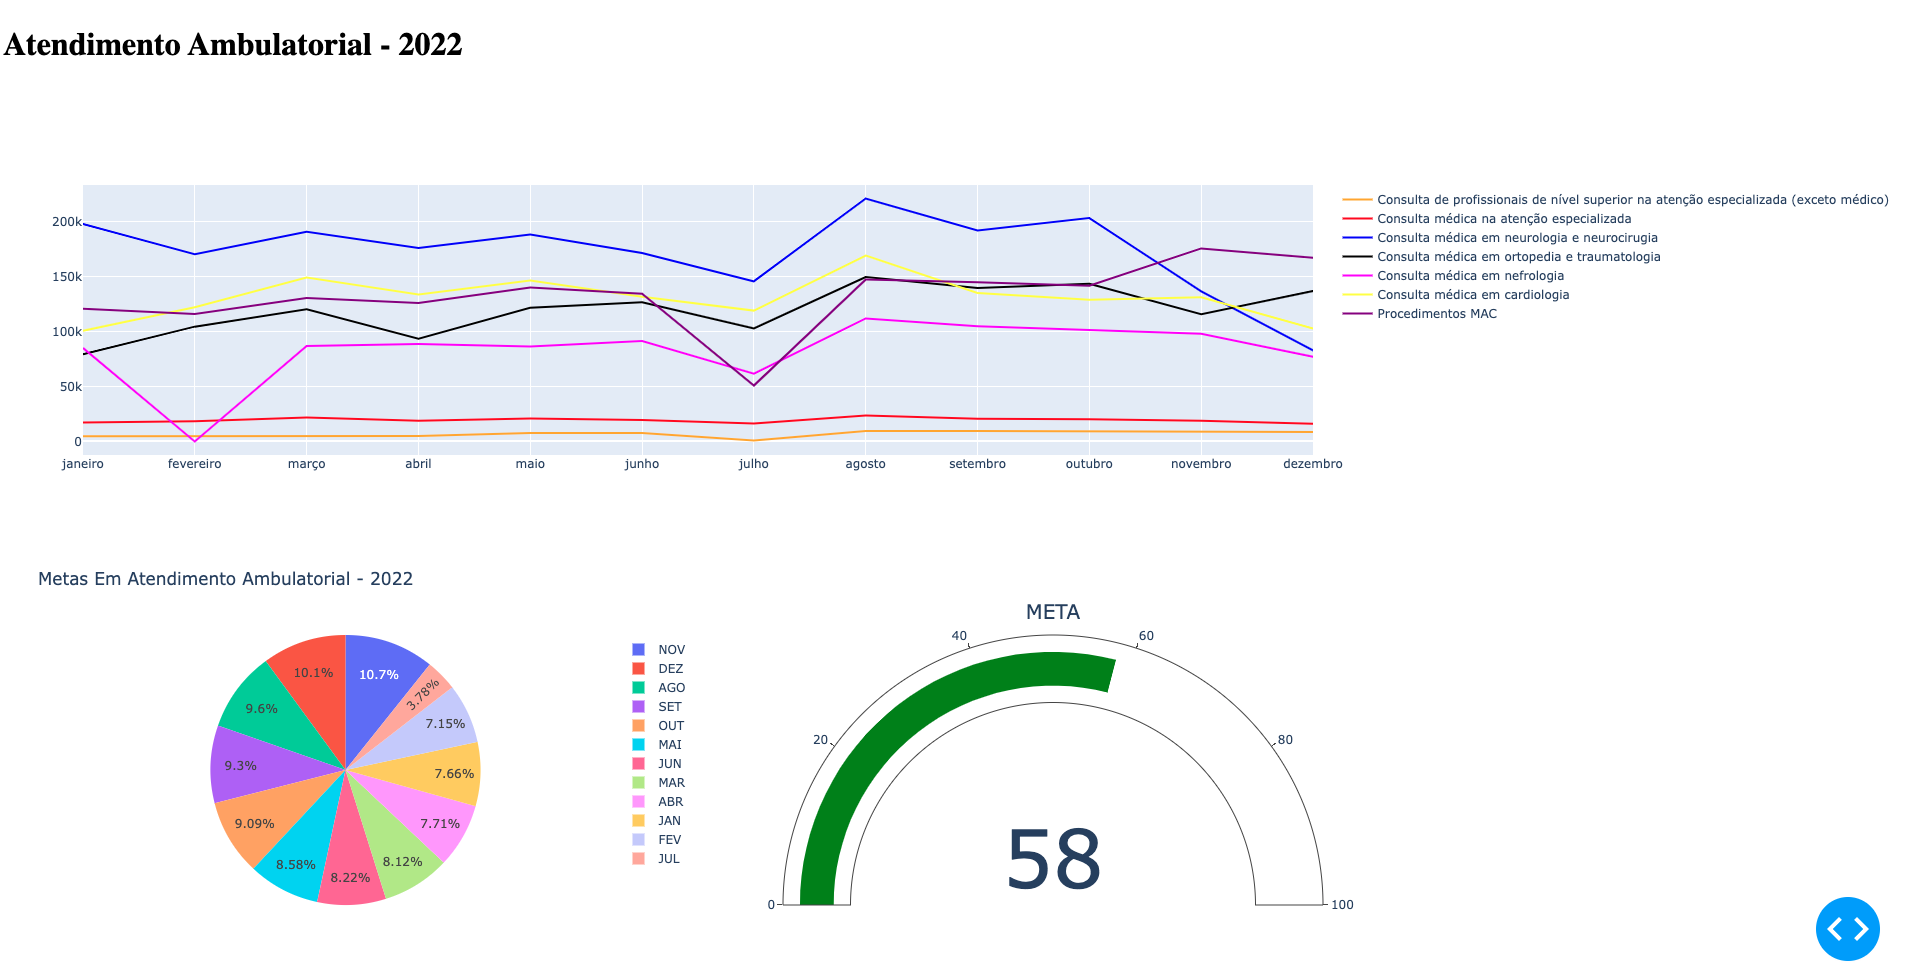 Atendimento Ambulatorial - 2022
200k
150k
100k
50k
0
janeiro fevereiro março abril maio junho julho agosto setembro outubro novembro dezembro
Consulta de profissionais de nível superior na atenção especializada (exceto médico)
Consulta médica na atenção especializada
Consulta médica em neurologia e neurocirugia
Consulta médica em ortopedia e traumatologia
Consulta médica em nefrologia
Consulta médica em cardiologia
Procedimentos MAC
Metas Em Atendimento Ambulatorial - 2022
10.7%
3.78%
7.15%
7.66%
7.71%
8.12%
8.22%
8.58%
9.09%
9.3%
9.6%
10.1%
NOV
DEZ
AGO
SET
OUT
MAI
JUN
MAR
ABR
JAN
FEV
JUL
META
0
20
40
60
80
100
58